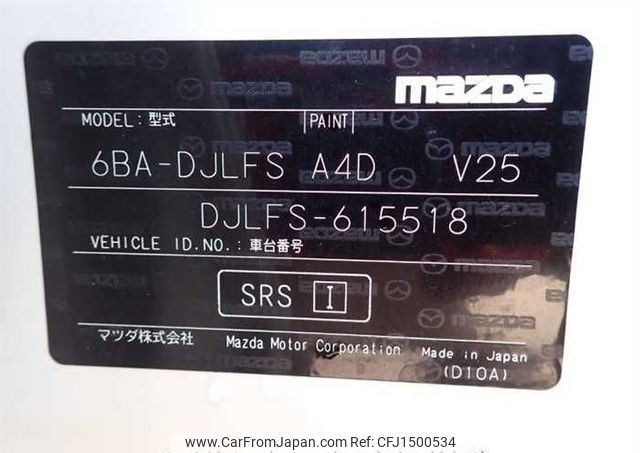 mazda
MODEL: 型式 |PAINT|
6BA-DJLFS A4D V25
DJLFS-615518
VEHICLE ID.NO.: 車台番号
SRS I
マツダ株式会社 Mazda Motor Corporation Made in Japan
(D10A)
www.CarFromJapan.com Ref:CFJ1500534